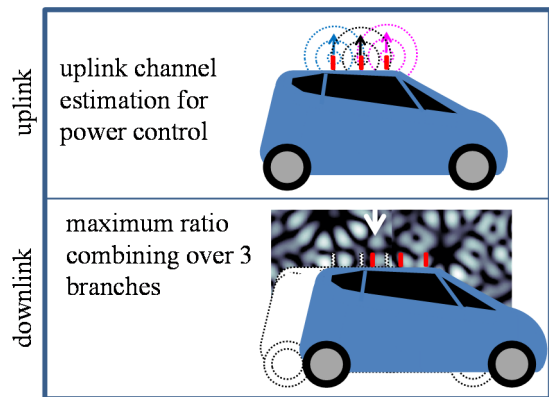 uplink
uplink channel
estimation for
power control
downlink
maximum ratio
combining over 3
branches